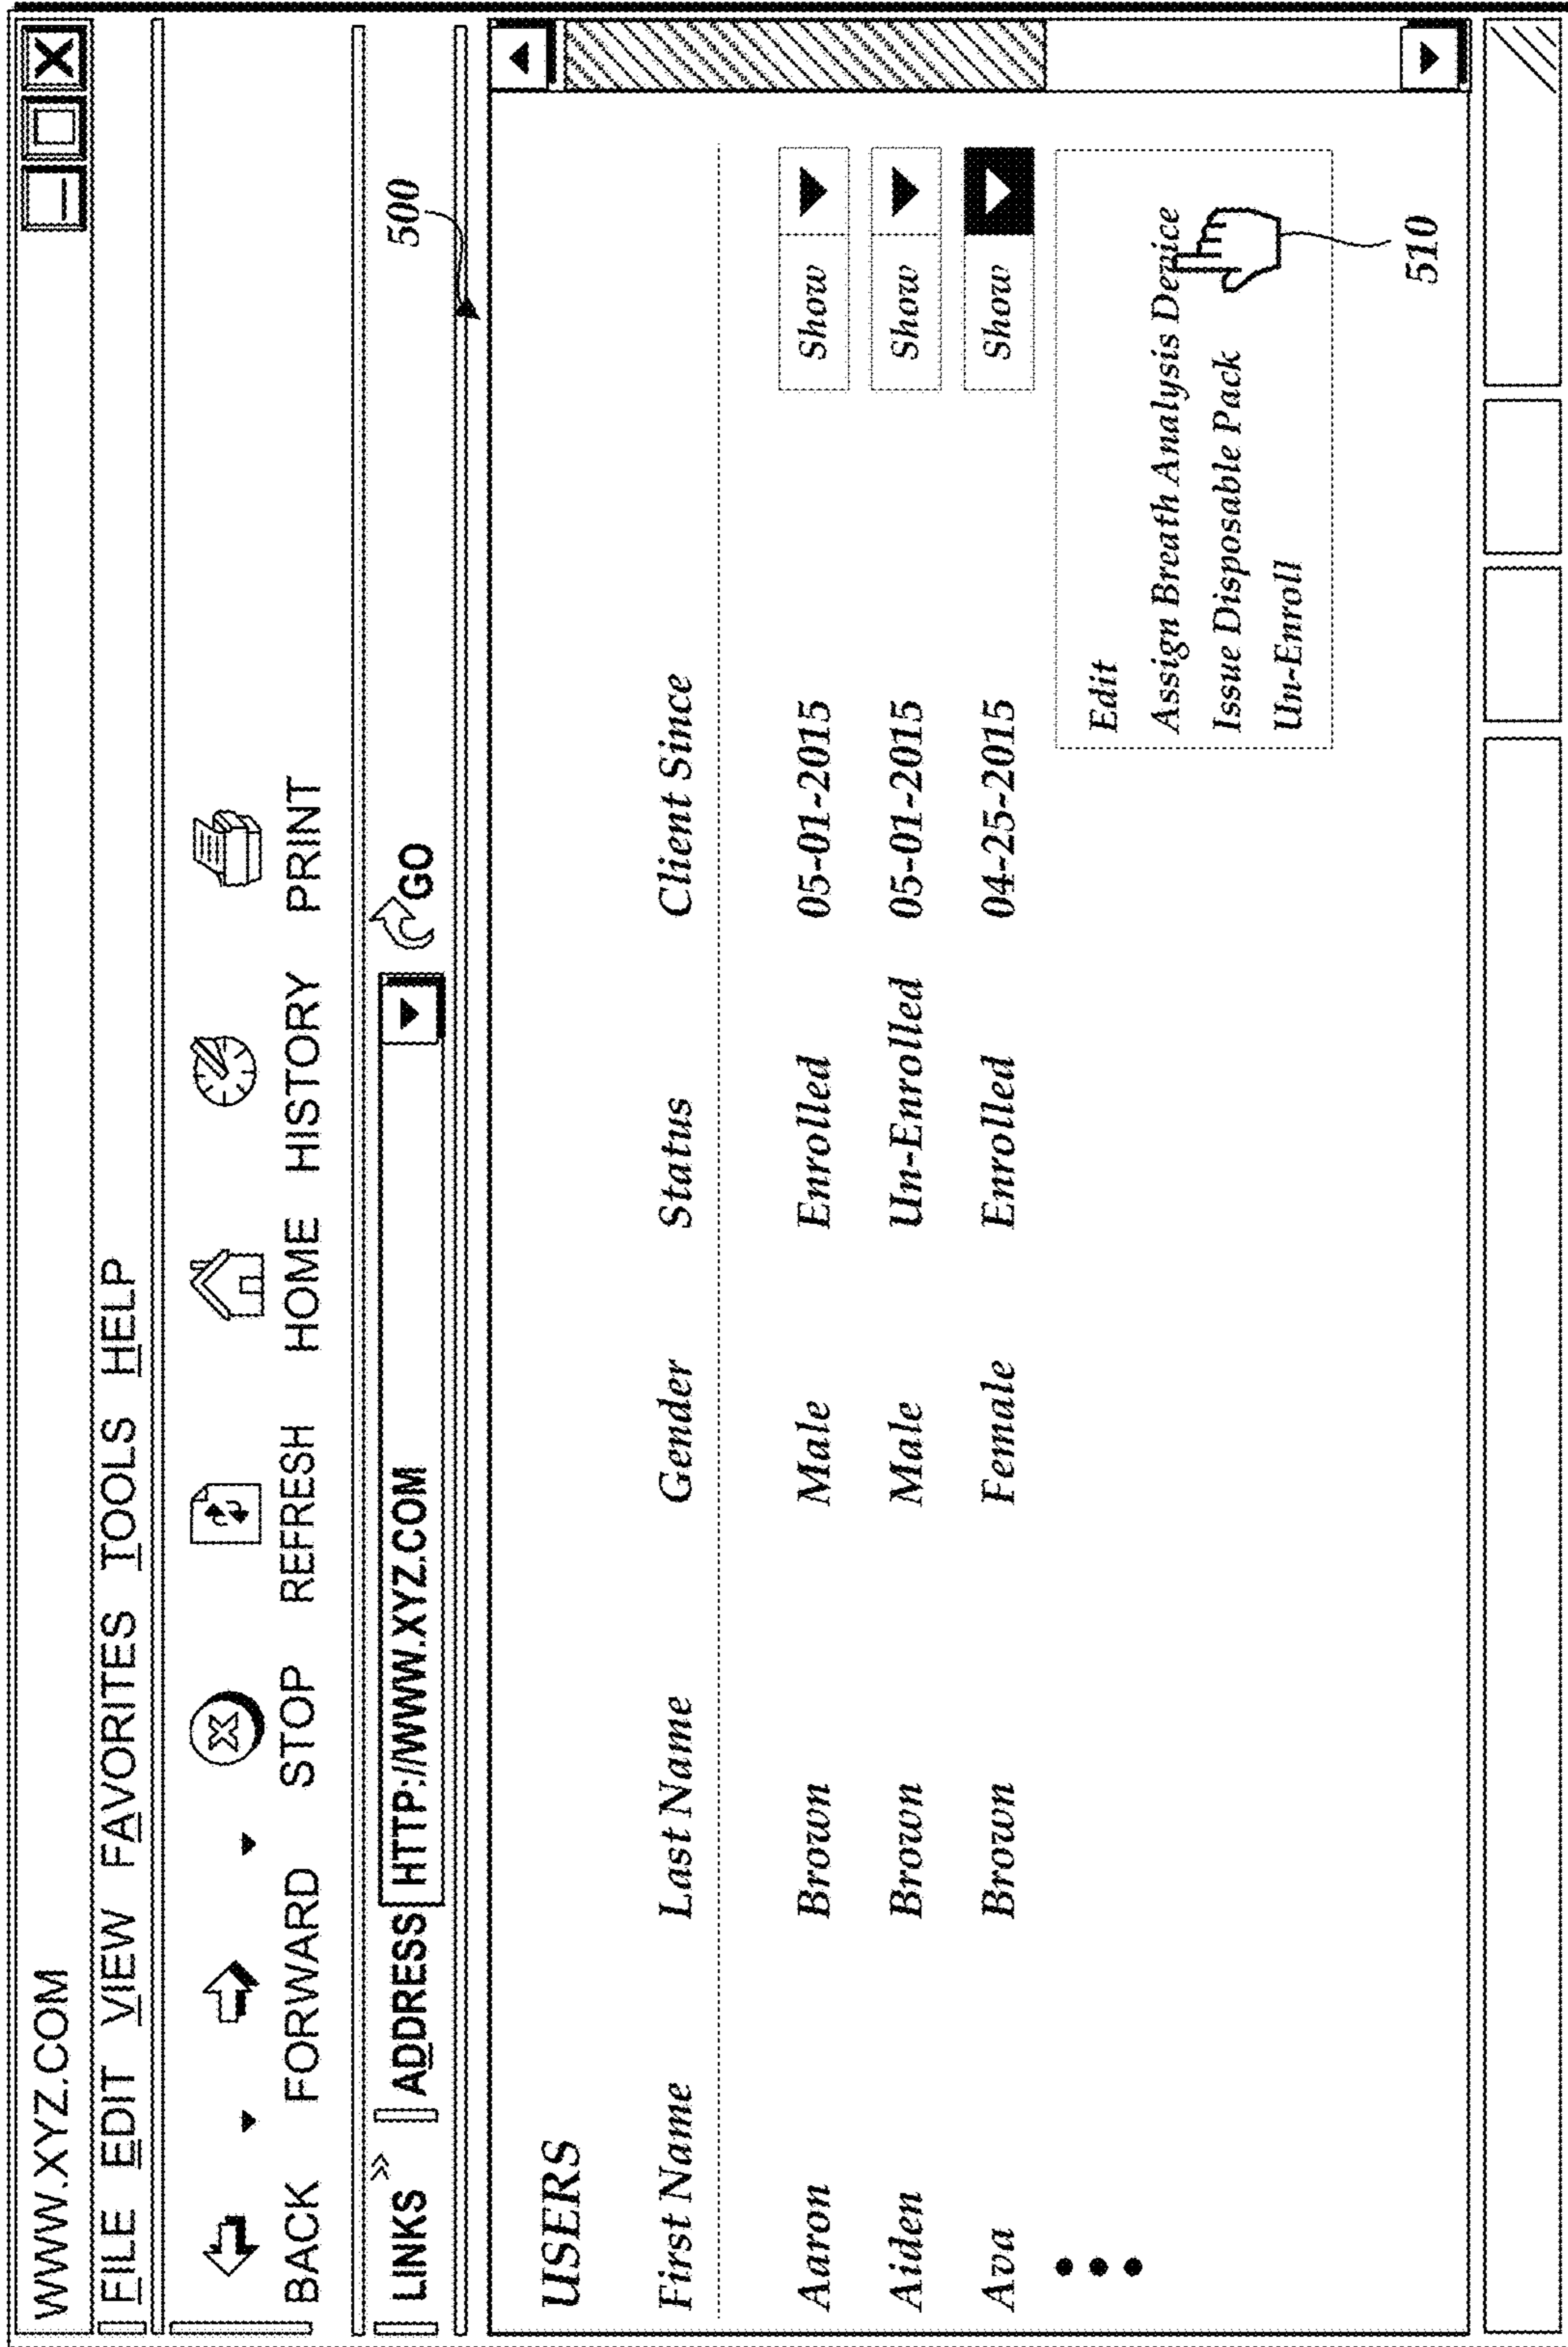 WWW.XYZ.COM
FILE EDIT VIEW FAVORITES TOOLS HELP
BACK FORWARD STOP REFRESH HOME HISTORY PRINT
LINKS » ADDRESS HTTP://WWW.XYZ.COM GO
500
USERS
First Name Last Name Gender Status Client Since
Aaron Brown Male Enrolled 05-01-2015 Show
Aiden Brown Male Un-Enrolled 05-01-2015 Show
Ava Brown Female Enrolled 04-25-2015 Show
Edit
Assign Breath Analysis Device
Issue Disposable Pack
Un-Enroll
510